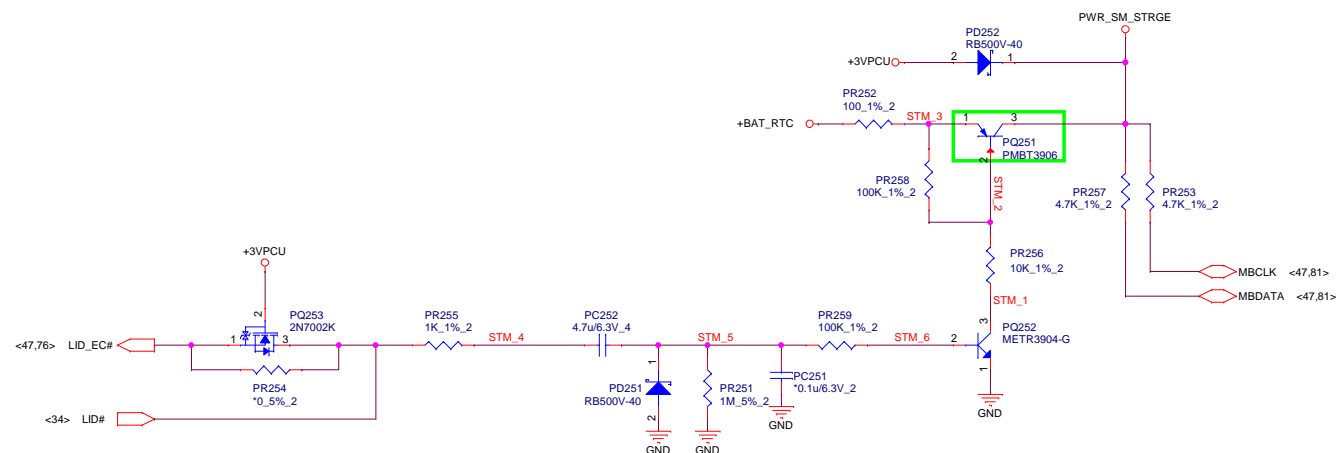 PWR_SM_STRGE
PD252
RB500V-40
+3VPCU
2
1
PR252
100_1%_2
STM_3
1
3
+BAT_RTC
PQ251
PMBT3906
2
PR258
100K_1%_2
STM_2
PR257
4.7K_1%_2
PR253
4.7K_1%_2
+3VPCU
PR256
10K_1%_2
MBCLK <47,81>
STM_1
MBDATA <47,81>
2
PQ253
2N7002K
PR255
1K_1%_2
PC252
4.7u/6.3V_4
PR259
100K_1%_2
3
PQ252
METR3904-G
<47,76> LID_EC#
1
3
STM_4
STM_5
STM_6
2
1
PR254
*0_5%_2
PD251
RB500V-40
1
2
PR251
1M_5%_2
PC251
*0.1u/6.3V_2
<34> LID#
GND
GND
GND
GND